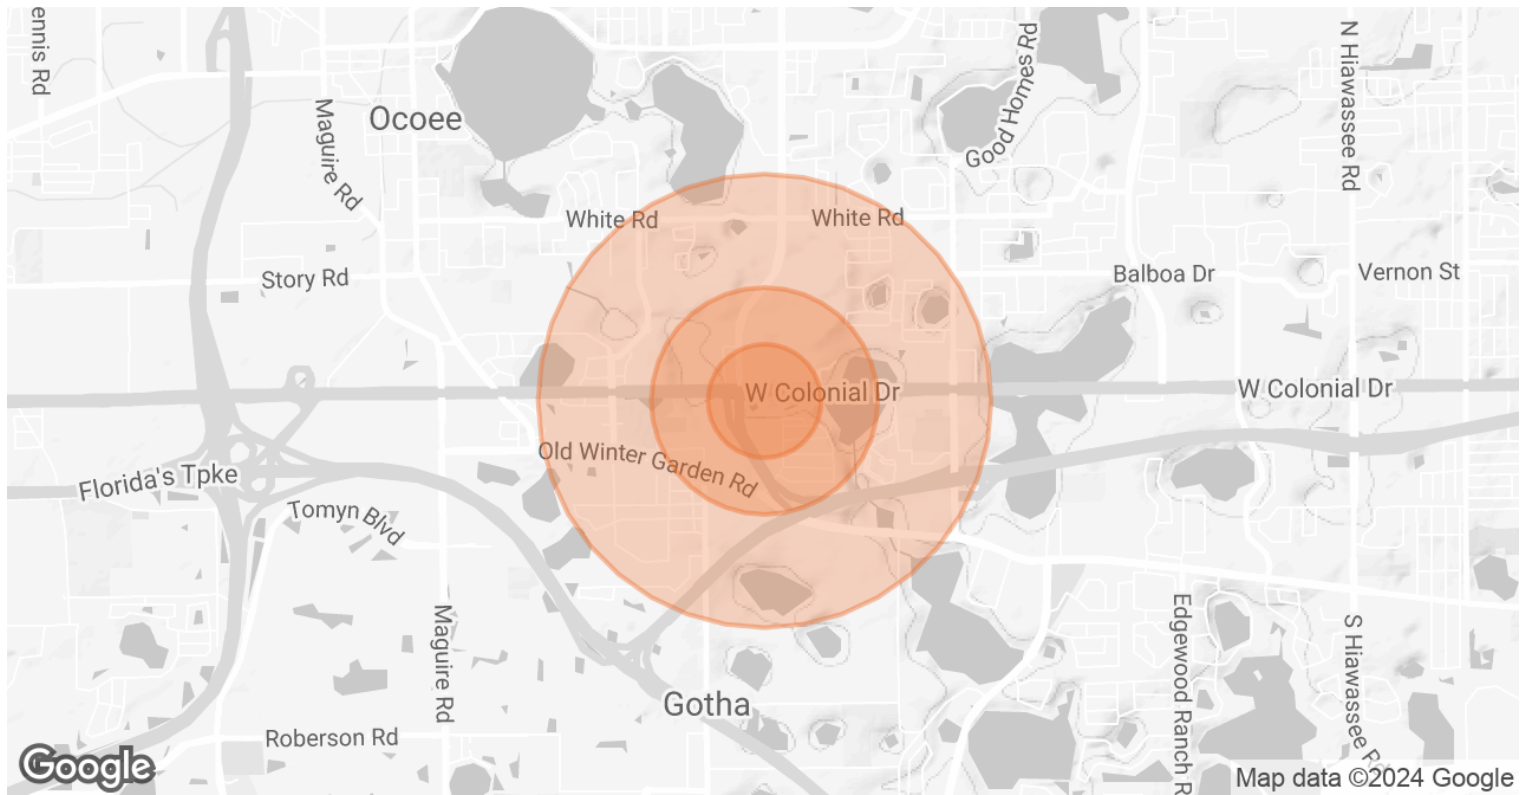 ennis Rd
Maguire Rd
Ocoee
Good Homes Rd
N Hiawassee Rd
White Rd
White Rd
Story Rd
Balboa Dr
Vernon St
W Colonial Dr
W Colonial Dr
Old Winter Garden Rd
Florida's Tpke
Tomyn Blvd
Maguire Rd
Edgewood Ranch R
S Hiawassee Rd
Gotha
Roberson Rd
Google
Map data ©2024 Google